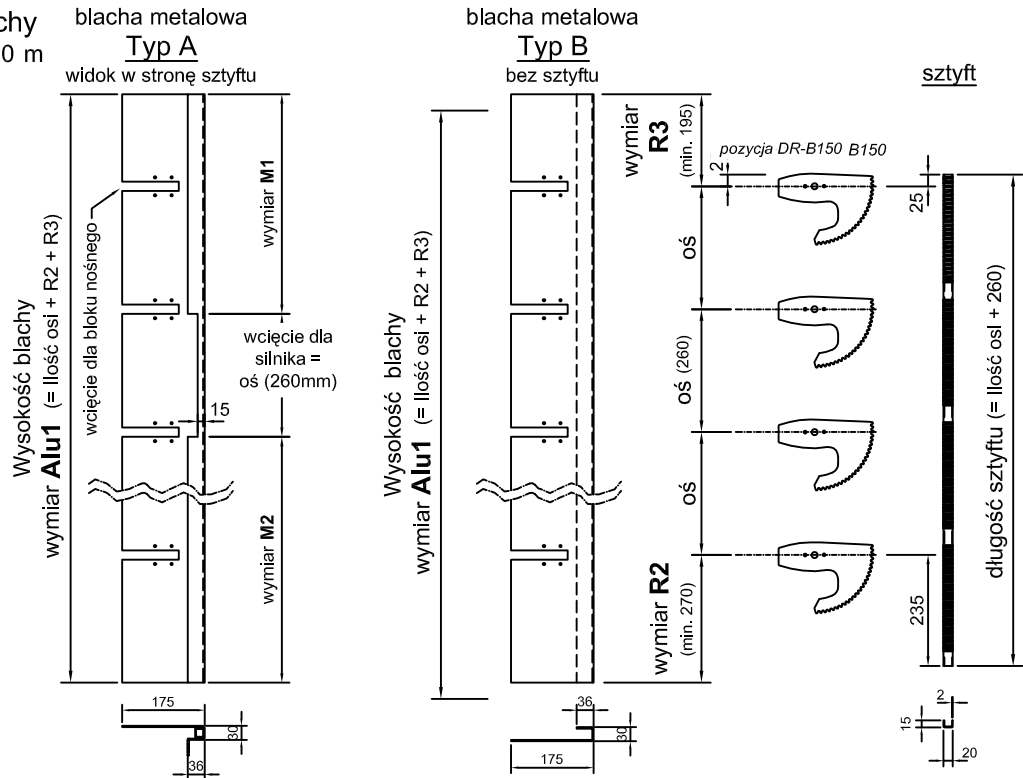 chy
0 m
blacha metalowa
Typ A
widok w stronę sztyftu
Wysokość blachy
wymiar Alu1 (= Ilość osi + R2 + R3)
wcięcie dla bloku nośnego
wymiar M1
wcięcie dla
silnika =
oś (260mm)
15
wymiar M2
175
30
36
blacha metalowa
Typ B
bez sztyftu
Wysokość blachy
wymiar Alu1 (= Ilość osi + R2 + R3)
wymiar
R3
(min. 195)
oś
oś (260)
oś
wymiar R2
(min. 270)
36
30
175
pozycja DR-B150 B150
2
sztyft
25
długość sztyftu (= Ilość osI + 260)
235
2
15
20